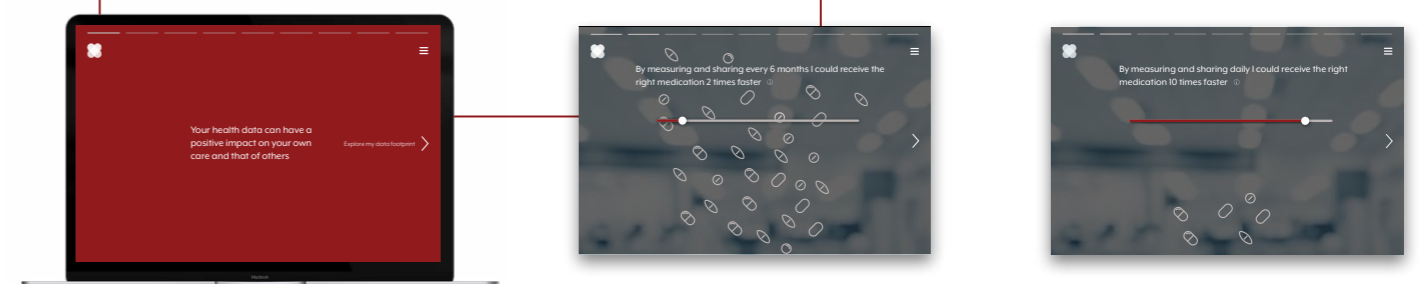 Your health data can have a
positive impact on your own
care and that of others
Explore my data footprint
By measuring and sharing every 6 months I could receive the
right medication 2 times faster
By measuring and sharing daily I could receive the right
medication 10 times faster